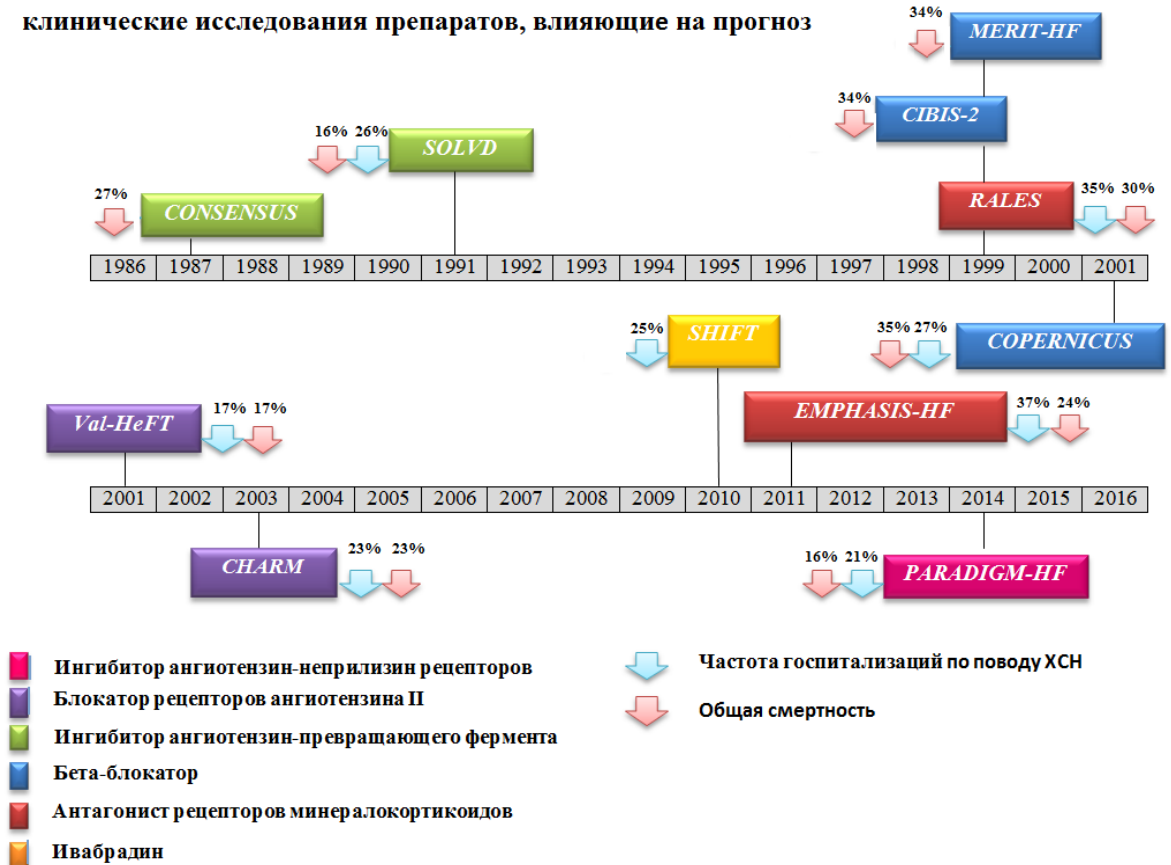 клинические исследования препаратов, влияющие на прогноз
34%
MERIT-HF
34%
CIBIS-2
16% 26%
SOLVD
27%
CONSENSUS
RALES
35% 30%
1986 1987 1988 1989 1990 1991 1992 1993 1994 1995 1996 1997 1998 1999 2000 2001
25%
SHIFT
35% 27%
COPERNICUS
Val-HeFT
17% 17%
EMPHASIS-HF
37% 24%
2001 2002 2003 2004 2005 2006 2007 2008 2009 2010 2011 2012 2013 2014 2015 2016
CHARM
23% 23%
16% 21%
PARADIGM-HF
Ингибитор ангиотензин-неприлизин рецепторов
Блокатор рецепторов ангиотензина II
Ингибитор ангиотензин-превращающего фермента
Бета-блокатор
Антагонист рецепторов минералокортикоидов
Ивабрадин
Частота госпитализаций по поводу ХСН
Общая смертность